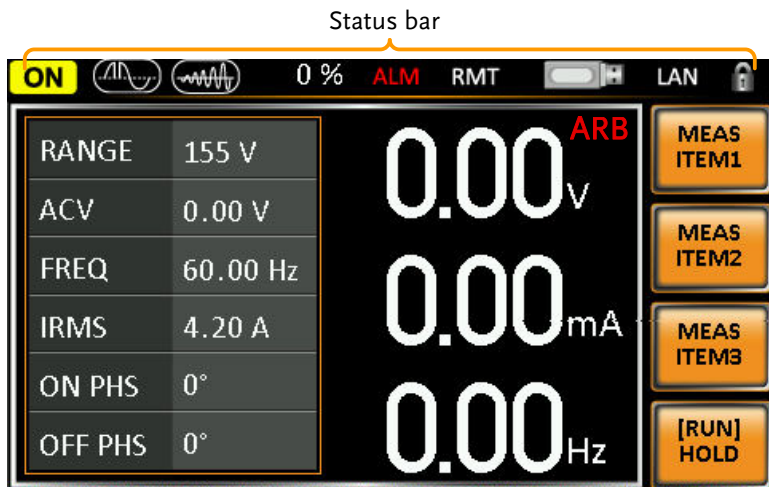 Status bar
ON 0 % ALM RMT LAN
RANGE 155 V
ACV 0.00 V
FREQ 60.00 Hz
IRMS 4.20 A
ON PHS 0°
OFF PHS 0°
ARB
0.00 V
0.00 mA
0.00 Hz
MEAS
ITEM1
MEAS
ITEM2
MEAS
ITEM3
[RUN]
HOLD